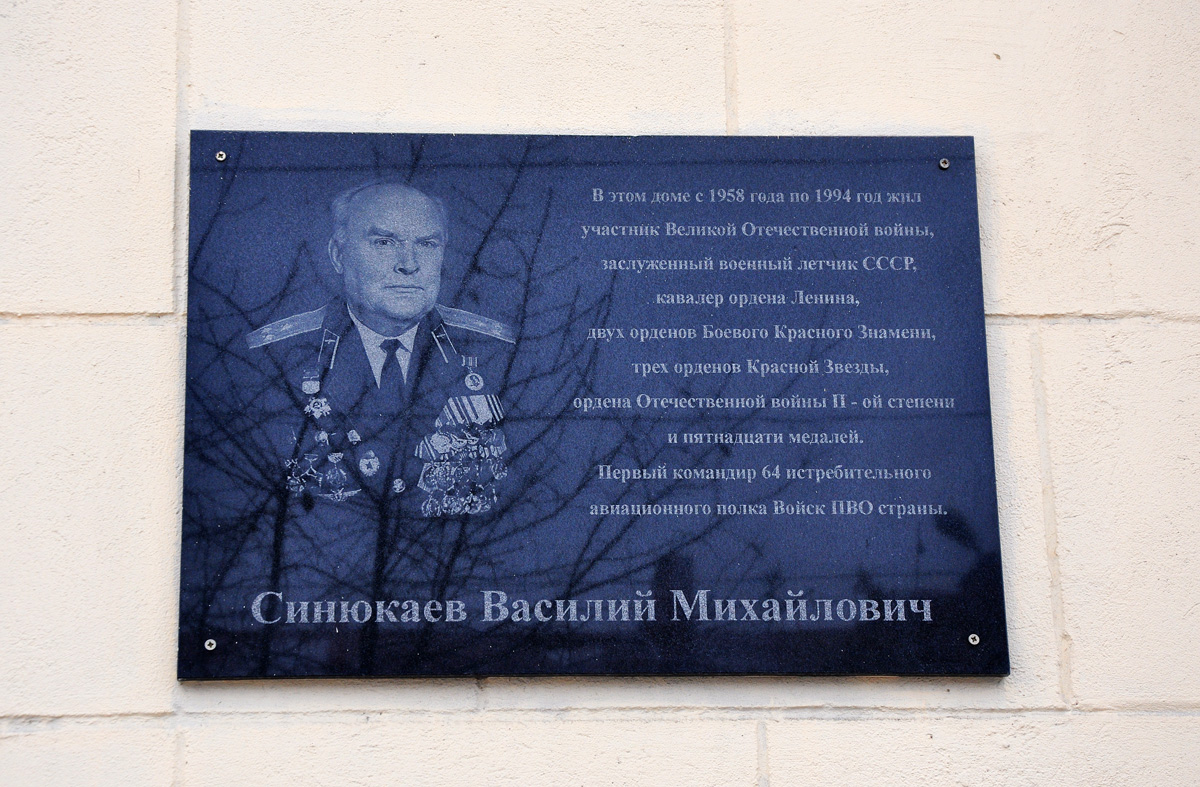 В этом доме с 1958 года по 1994 год жил
участник Великой Отечественной войны,
заслуженный военный летчик СССР,
кавалер ордена Ленина,
двух орденов Боевого Красного Знамени,
трех орденов Красной Звезды,
ордена Отечественной войны II - ой степени
и пятнадцати медалей.
Первый командир 64 истребительного
авиационного полка Войск ПВО страны.
Синюкаев Василий Михайлович